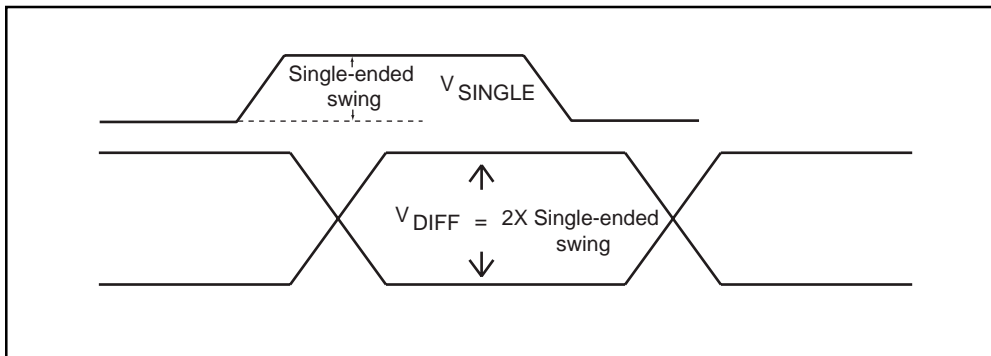 Single-ended
swing
V SINGLE
V DIFF = 2X Single-ended
swing